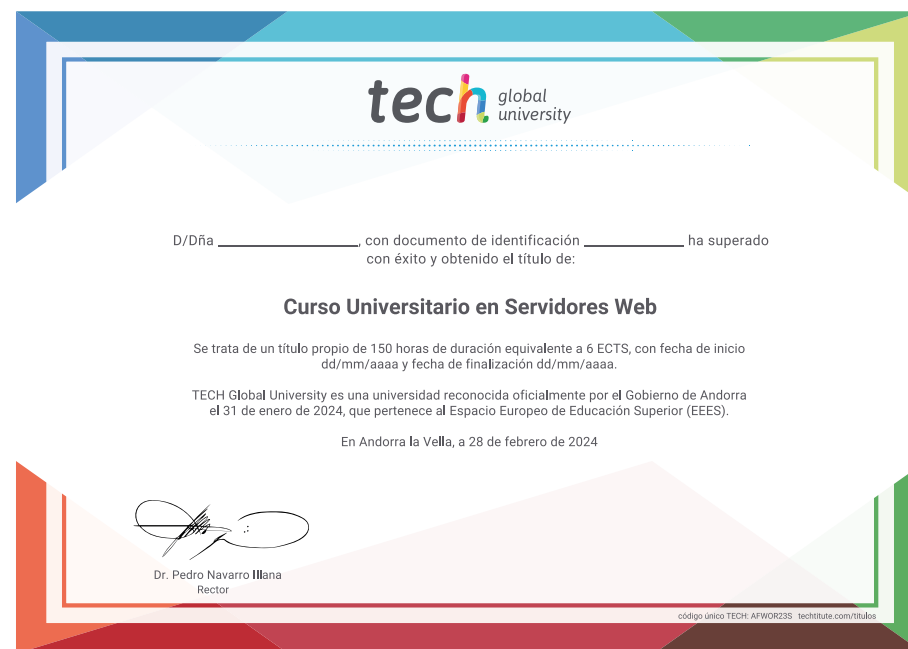 tech global university
D/Dña ____________________, con documento de identificación ______________ ha superado
con éxito y obtenido el título de:
Curso Universitario en Servidores Web
Se trata de un título propio de 150 horas de duración equivalente a 6 ECTS, con fecha de inicio
dd/mm/aaaa y fecha de finalización dd/mm/aaaa.
TECH Global University es una universidad reconocida oficialmente por el Gobierno de Andorra
el 31 de enero de 2024, que pertenece al Espacio Europeo de Educación Superior (EEES).
En Andorra la Vella, a 28 de febrero de 2024
Dr. Pedro Navarro Illana
Rector
código único TECH: AFWOR23S techtitute.com/titulos